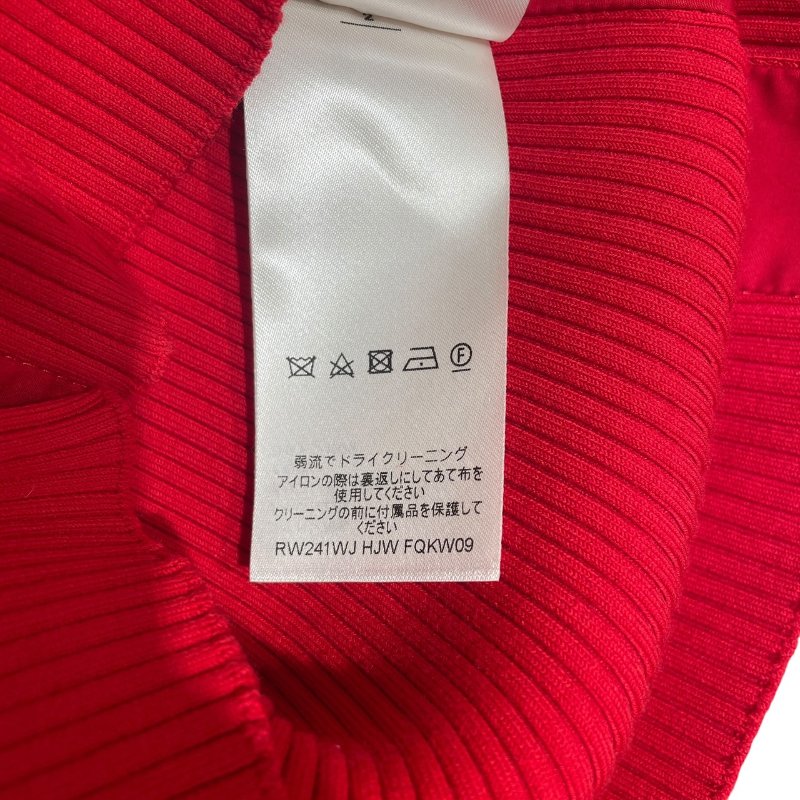 F
弱流でドライクリーニング
アイロンの際は裏返しにしてあて布を
使用してください
クリーニングの前に付属品を保護して
ください
RW241WJ HJW FQKW09